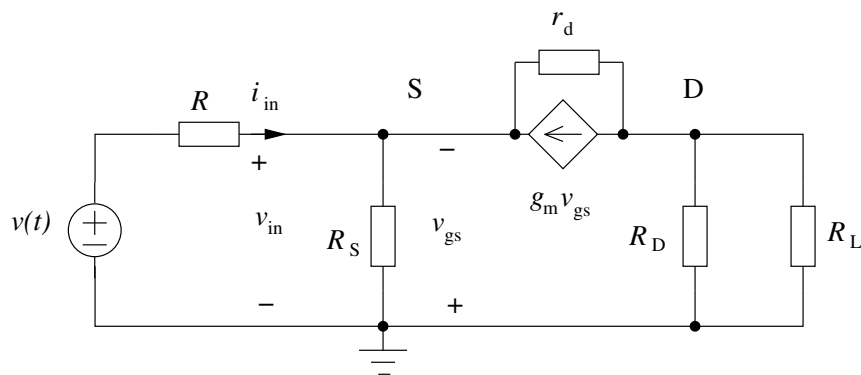 r_d
S
D
R
i_in
+
−
g_m v_gs
v(t)
+
−
v_in
R_S
v_gs
R_D
R_L
−
+